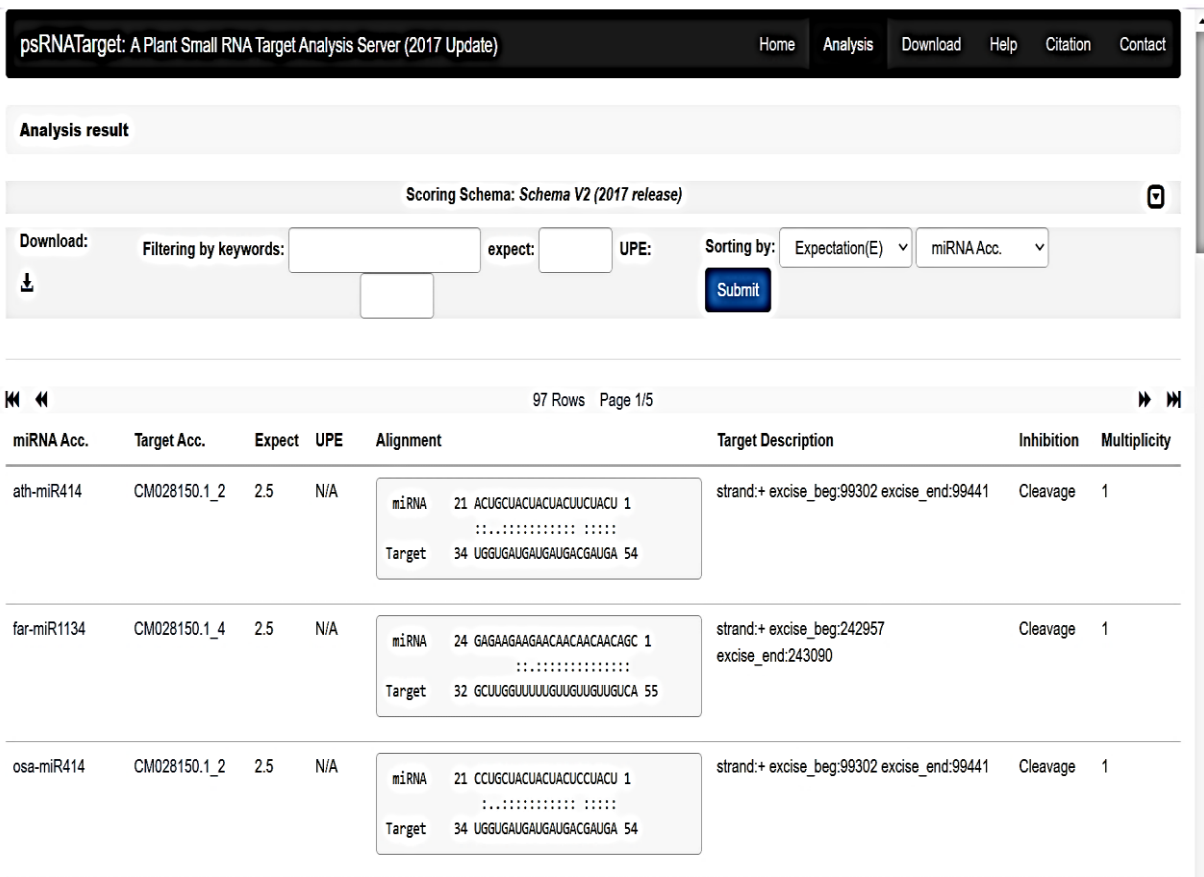 psRNATarget: A Plant Small RNA Target Analysis Server (2017 Update) Home Analysis Download Help Citation Contact
Analysis result
Scoring Schema: Schema V2 (2017 release)
Download: Filtering by keywords: expect: UPE: Sorting by: Expectation(E) miRNA Acc.
Submit
97 Rows Page 1/5
miRNA Acc. Target Acc. Expect UPE Alignment Target Description Inhibition Multiplicity
ath-miR414 CM028150.1_2 2.5 N/A strand:+ excise_beg:99302 excise_end:99441 Cleavage 1
miRNA 21 ACUGCUACUACUACUUCUACU 1
::..::::::::::: :::::
Target 34 UGGUGAUGAUGAUGACGAUGA 54
far-miR1134 CM028150.1_4 2.5 N/A strand:+ excise_beg:242957 Cleavage 1
excise_end:243090
miRNA 24 GAGAAGAAGAACAACAACAACAGC 1
::.::::::::::::::
Target 32 GCUUGGUUUUUGUUGUUGUUGUCA 55
osa-miR414 CM028150.1_2 2.5 N/A strand:+ excise_beg:99302 excise_end:99441 Cleavage 1
miRNA 21 CCUGCUACUACUACUCCUACU 1
:..::::::::::: :::::
Target 34 UGGUGAUGAUGAUGACGAUGA 54